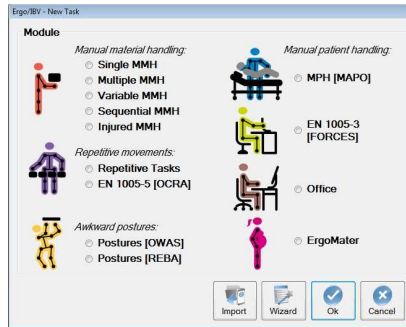 Ergo/IBV - New Task
Module
Manual material handling:
Single MMH
Multiple MMH
Variable MMH
Sequential MMH
Injured MMH
Repetitive movements:
Repetitive Tasks
EN 1005-5 [OCRA]
Awkward postures:
Postures [OWAS]
Postures [REBA]
Manual patient handling:
MPH [MAPO]
EN 1005-3
[FORCES]
Office
ErgoMater
Import
Wizard
Ok
Cancel